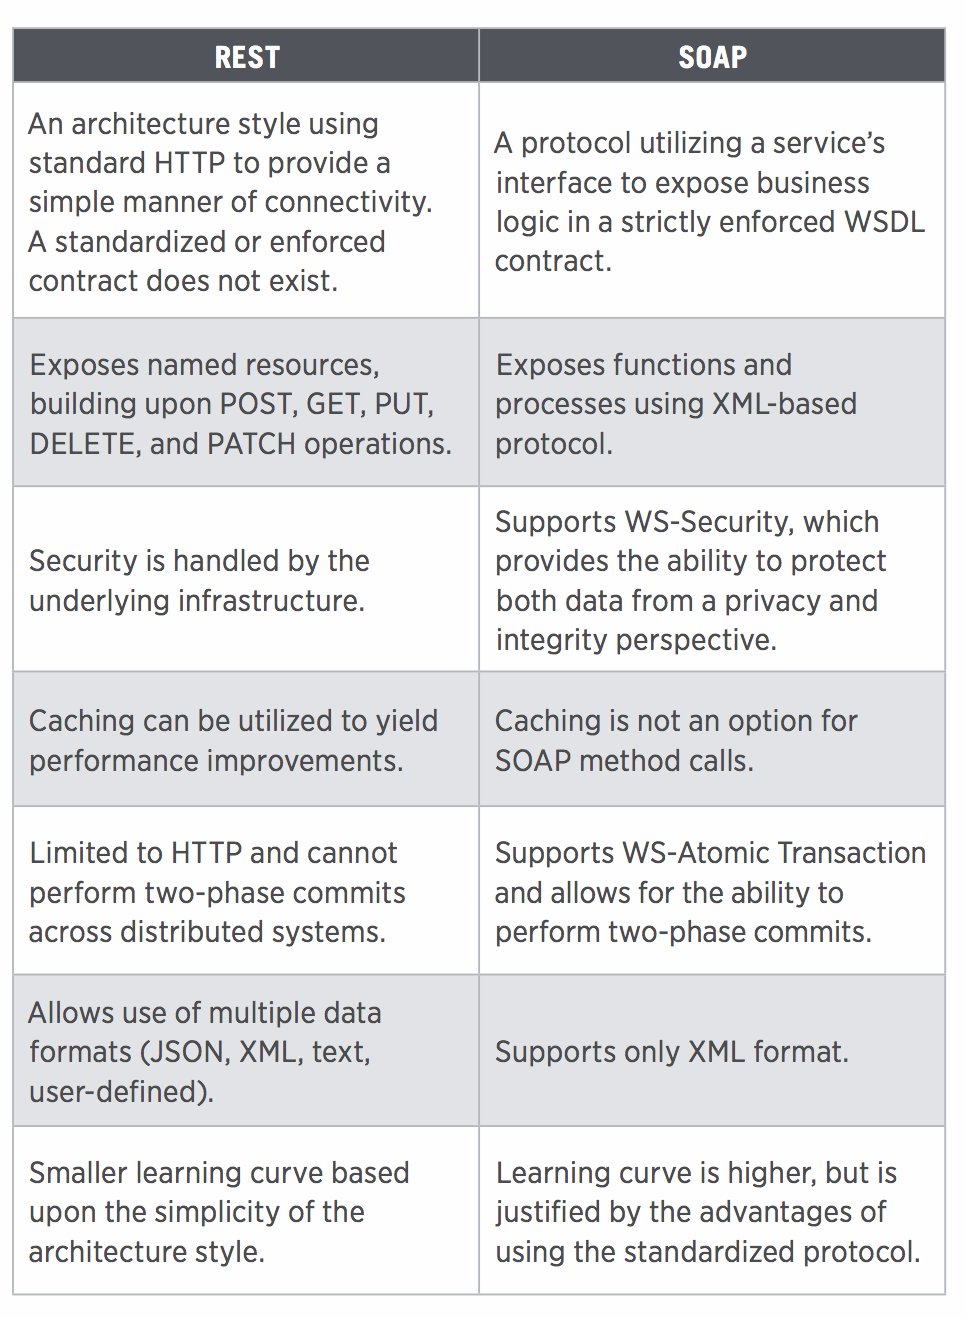 REST
SOAP
An architecture style using
standard HTTP to provide a
simple manner of connectivity.
A standardized or enforced
contract does not exist.
A protocol utilizing a service’s
interface to expose business
logic in a strictly enforced WSDL
contract.
Exposes named resources,
building upon POST, GET, PUT,
DELETE, and PATCH operations.
Exposes functions and
processes using XML-based
protocol.
Security is handled by the
underlying infrastructure.
Supports WS-Security, which
provides the ability to protect
both data from a privacy and
integrity perspective.
Caching can be utilized to yield
performance improvements.
Caching is not an option for
SOAP method calls.
Limited to HTTP and cannot
perform two-phase commits
across distributed systems.
Supports WS-Atomic Transaction
and allows for the ability to
perform two-phase commits.
Allows use of multiple data
formats (JSON, XML, text,
user-defined).
Supports only XML format.
Smaller learning curve based
upon the simplicity of the
architecture style.
Learning curve is higher, but is
justified by the advantages of
using the standardized protocol.